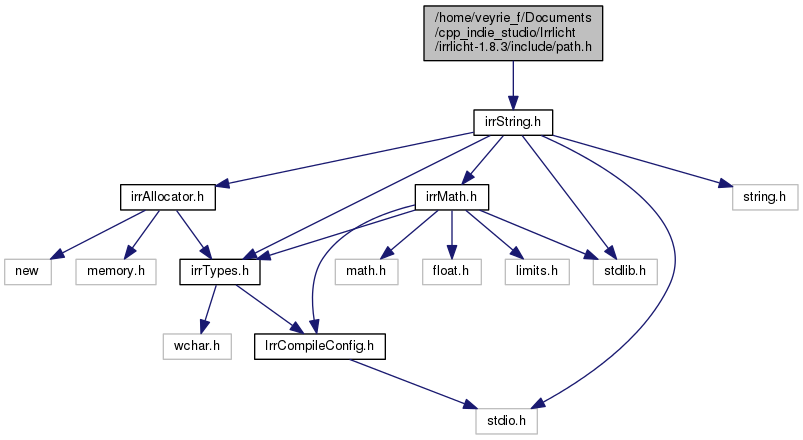 /home/veyrie_f/Documents
/cpp_indie_studio/Irrlicht
/irrlicht-1.8.3/include/path.h
irrString.h
irrAllocator.h
irrMath.h
string.h
new
memory.h
irrTypes.h
math.h
float.h
limits.h
stdlib.h
wchar.h
IrrCompileConfig.h
stdio.h